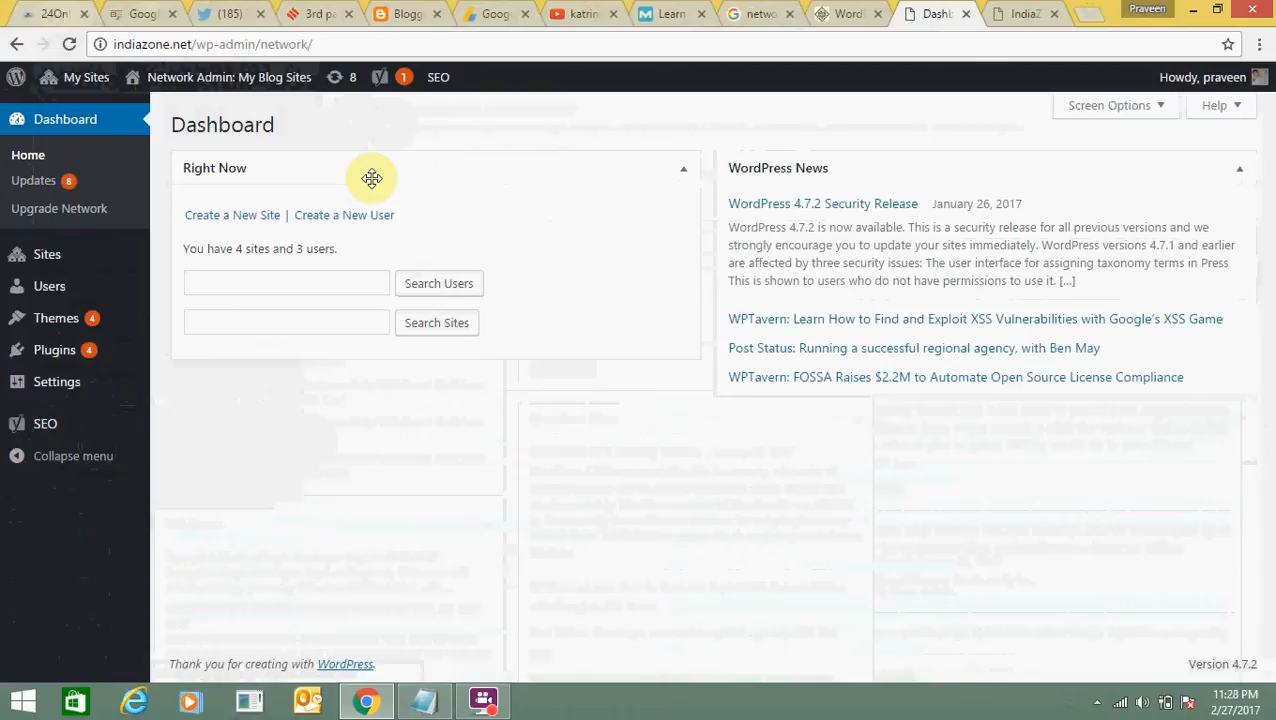 24On
Googl
(185)
3rd pa
Blogg
Goog
katrin
Learn
netwo
Wordl
Dashb
IndiaZ
Praveen
indiazone.net/wp-admin/network/
My Sites
Network Admin: My Blog Sites
8
1
SEO
Howdy, praveen
Dashboard
Home
Updates 8
Upgrade Network
Sites
Users
Themes 4
Plugins 4
Settings
SEO
Collapse menu
Screen Options
Help
Dashboard
Right Now
Create a New Site | Create a New User
You have 4 sites and 3 users.
Search Users
Search Sites
WordPress News
WordPress 4.7.2 Security Release January 26, 2017
WordPress 4.7.2 is now available. This is a security release for all previous versions and we
strongly encourage you to update your sites immediately. WordPress versions 4.7.1 and earlier
are affected by three security issues: The user interface for assigning taxonomy terms in Press
This is shown to users who do not have permissions to use it. [...]
WPTavern: Learn How to Find and Exploit XSS Vulnerabilities with Google's XSS Game
Post Status: Running a successful regional agency, with Ben May
WPTavern: FOSSA Raises $2.2M to Automate Open Source License Compliance
Thank you for creating with WordPress.
Version 4.7.2
11:28 PM
2/27/2017